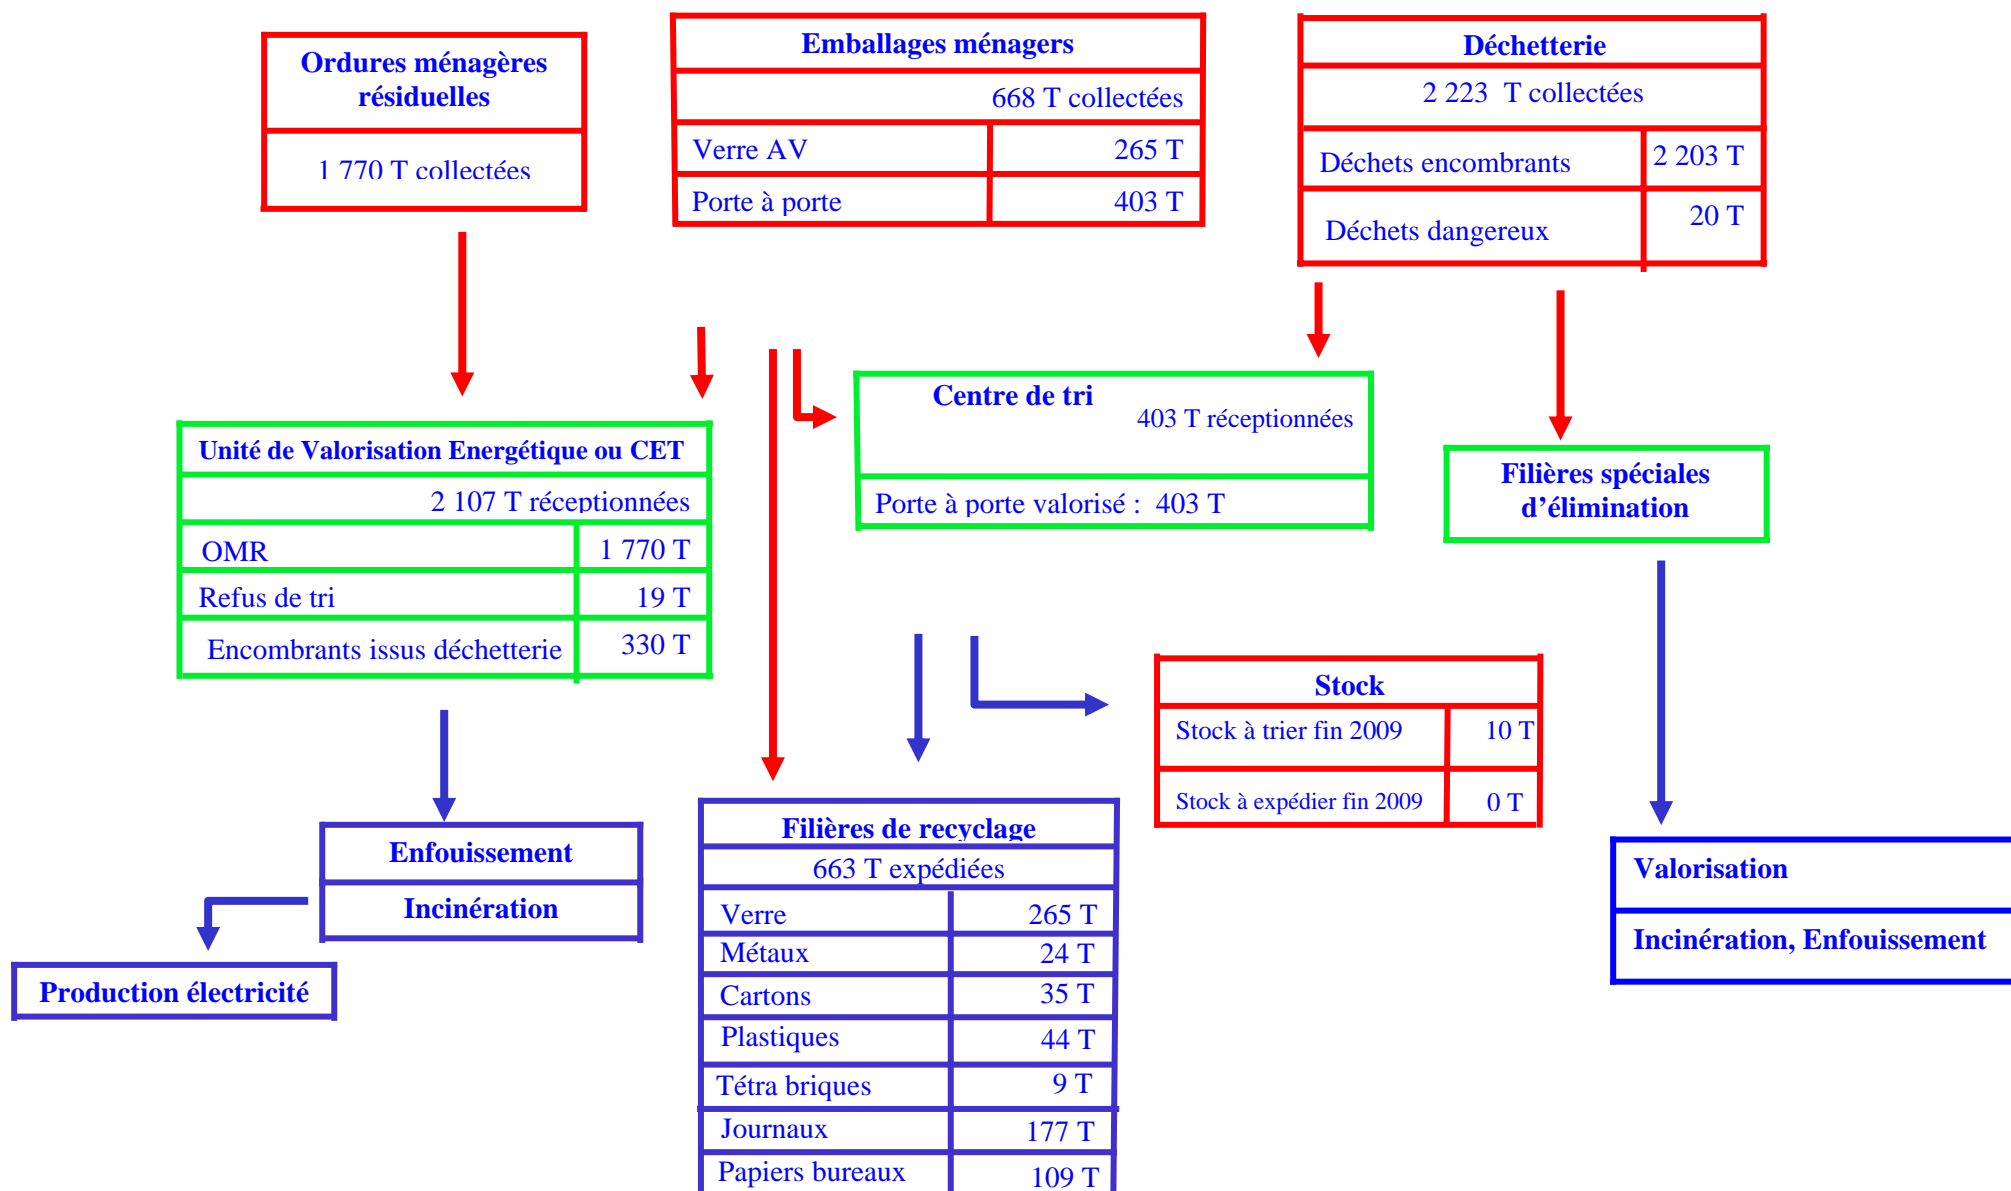 Ordures ménagères
résiduelles
1 770 T collectées
Emballages ménagers
668 T collectées
Verre AV 265 T
Porte à porte 403 T
Déchetterie
2 223 T collectées
Déchets encombrants 2 203 T
Déchets dangereux 20 T
Unité de Valorisation Energétique ou CET
2 107 T réceptionnées
OMR 1 770 T
Refus de tri 19 T
Encombrants issus déchetterie 330 T
Centre de tri
403 T réceptionnées
Porte à porte valorisé : 403 T
Filières spéciales
d’élimination
Stock
Stock à trier fin 2009 10 T
Stock à expédier fin 2009 0 T
Enfouissement
Incinération
Production électricité
Filières de recyclage
663 T expédiées
Verre 265 T
Métaux 24 T
Cartons 35 T
Plastiques 44 T
Tétra briques 9 T
Journaux 177 T
Papiers bureaux 109 T
Valorisation
Incinération, Enfouissement